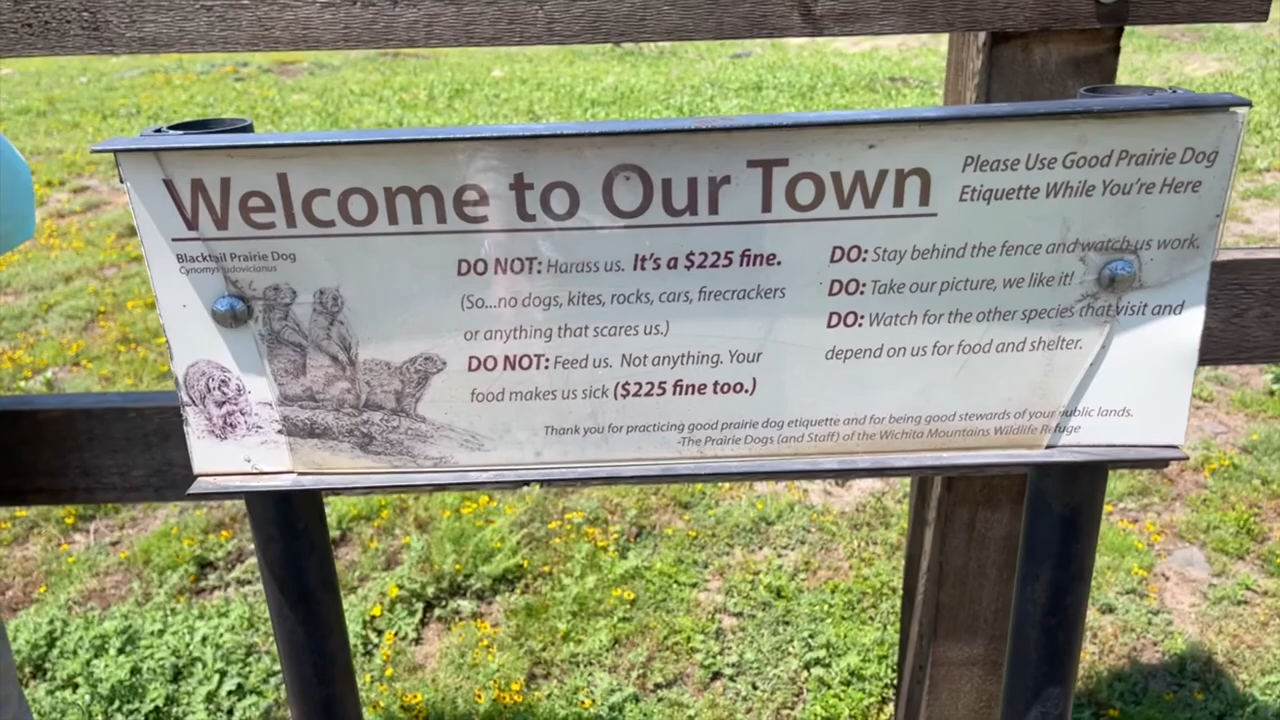 Welcome to Our Town
Please Use Good Prairie Dog
Etiquette While You're Here
Blacktail Prairie Dog
Cynomys ludovicianus
DO NOT: Harass us. It's a $225 fine.
(So...no dogs, kites, rocks, cars, firecrackers
or anything that scares us.)
DO NOT: Feed us. Not anything. Your
food makes us sick ($225 fine too.)
DO: Stay behind the fence and watch us work.
DO: Take our picture, we like it!
DO: Watch for the other species that visit and
depend on us for food and shelter.
Thank you for practicing good prairie dog etiquette and for being good stewards of your public lands.
-The Prairie Dogs (and Staff) of the Wichita Mountains Wildlife Refuge